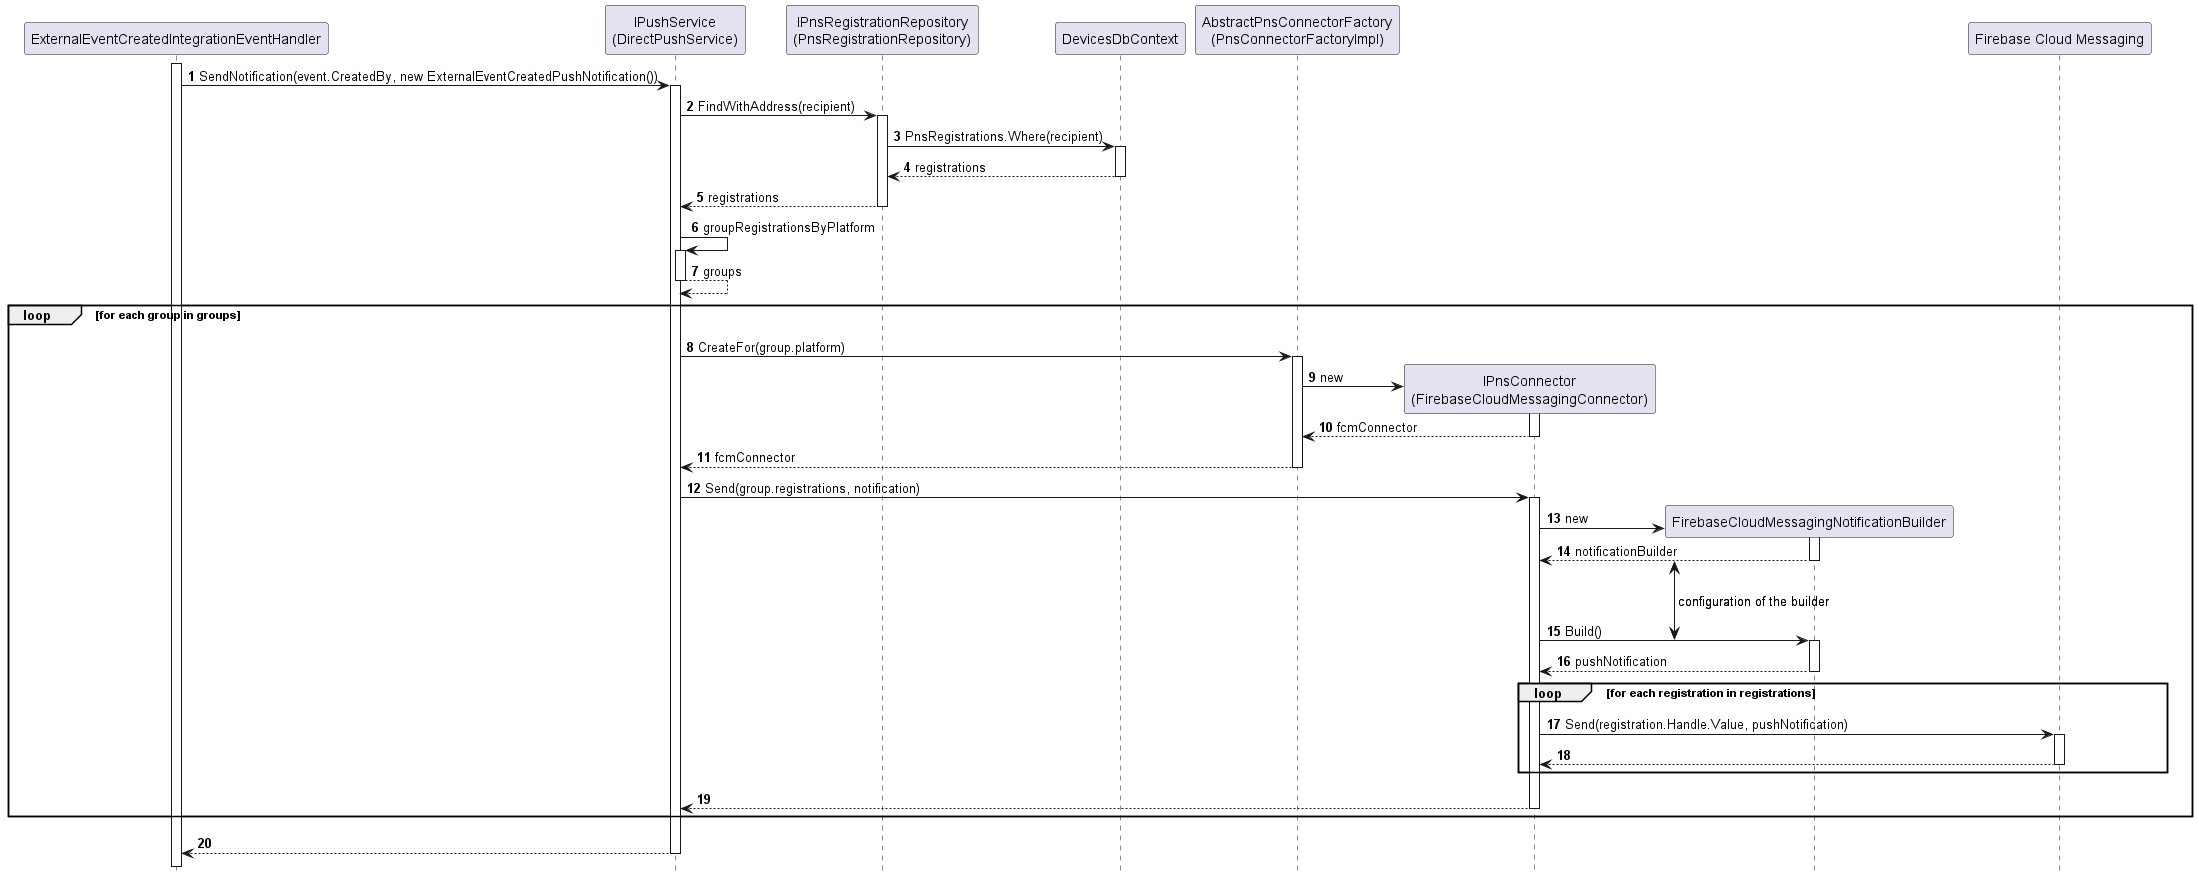 IPushService
(DirectPushService)
IPnsRegistrationRepository
(PnsRegistrationRepository)
AbstractPnsConnectorFactory
(PnsConnectorFactoryImpl)
ExternalEventCreatedIntegrationEventHandler
DevicesDbContext
Firebase Cloud Messaging
1 SendNotification(event.CreatedBy, new ExternalEventCreatedPushNotification())
2 FindWithAddress(recipient)
3 PnsRegistrations.Where(recipient)
4 registrations
5 registrations
6 groupRegistrationsByPlatform
7 groups
loop [for each group in groups]
8 CreateFor(group.platform)
9 new
IPnsConnector
(FirebaseCloudMessagingConnector)
10 fcmConnector
11 fcmConnector
12 Send(group.registrations, notification)
13 new
FirebaseCloudMessagingNotificationBuilder
14 notificationBuilder
configuration of the builder
15 Build()
16 pushNotification
loop [for each registration in registrations]
17 Send(registration.Handle.Value, pushNotification)
18
19
20